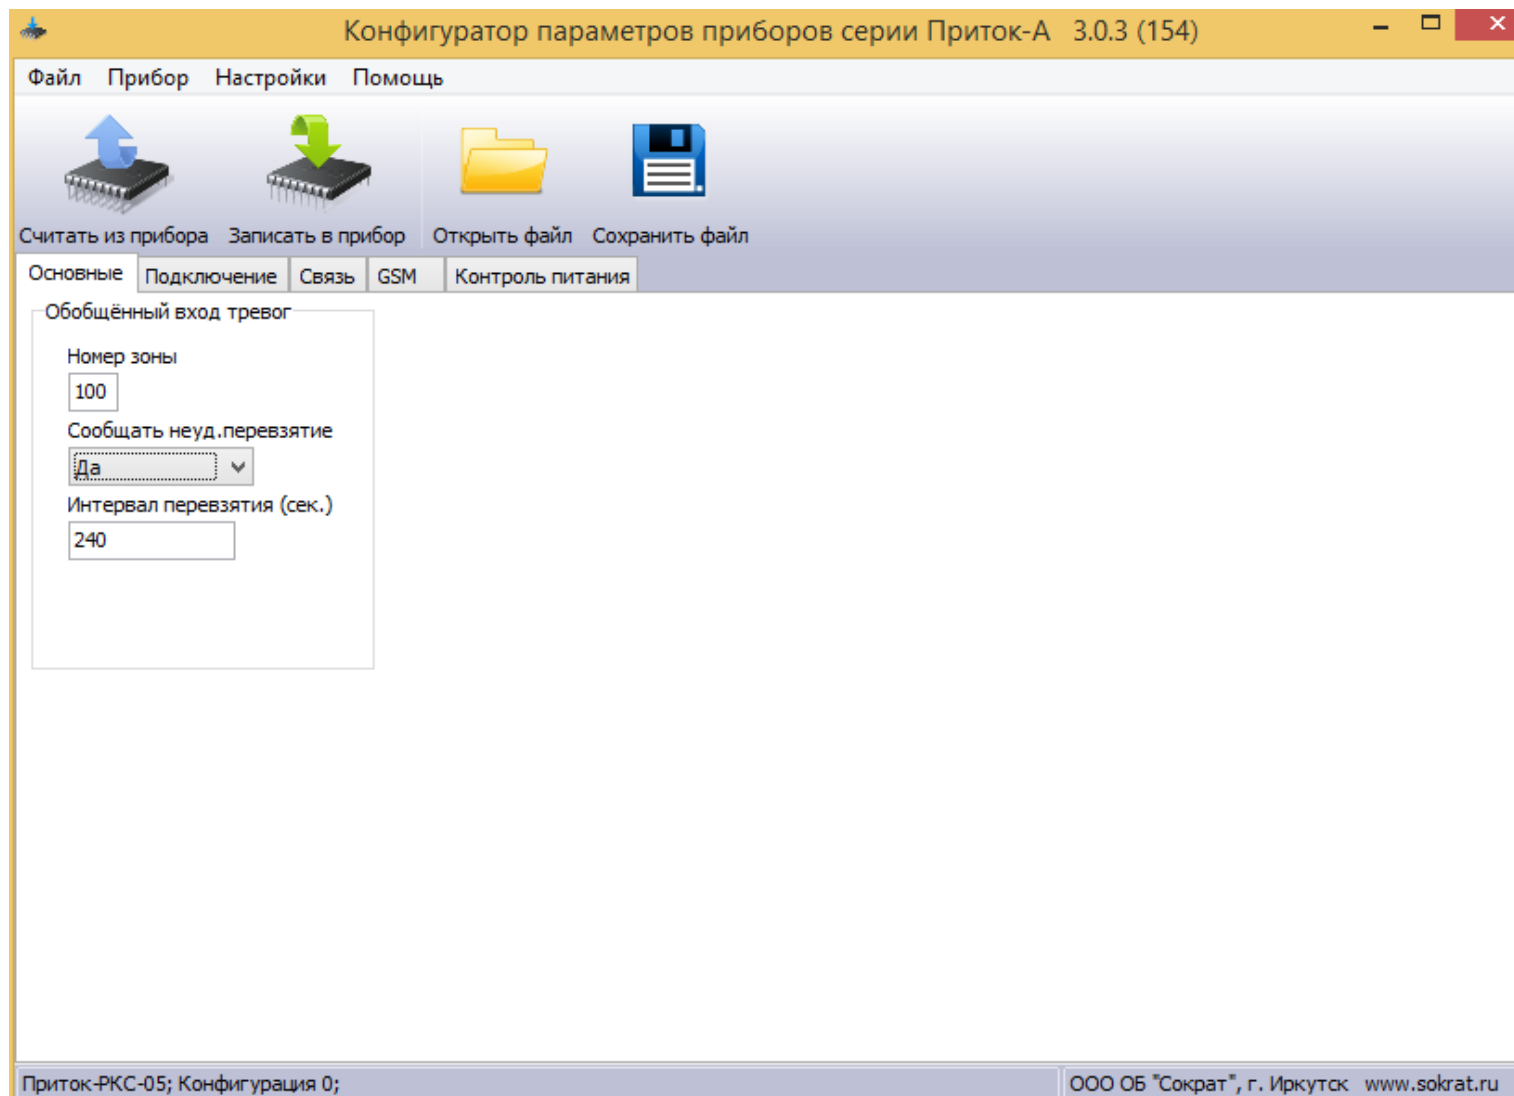 Конфигуратор параметров приборов серии Приток-А 3.0.3 (154)
Файл Прибор Настройки Помощь
Считать из прибора Записать в прибор Открыть файл Сохранить файл
Основные Подключение Связь GSM Контроль питания
Обобщённый вход тревог
Номер зоны
100
Сообщать неуд.перевзятие
Да
Интервал перевзятия (сек.)
240
Приток-РКС-05; Конфигурация 0; ООО ОБ "Сократ", г. Иркутск www.sokrat.ru